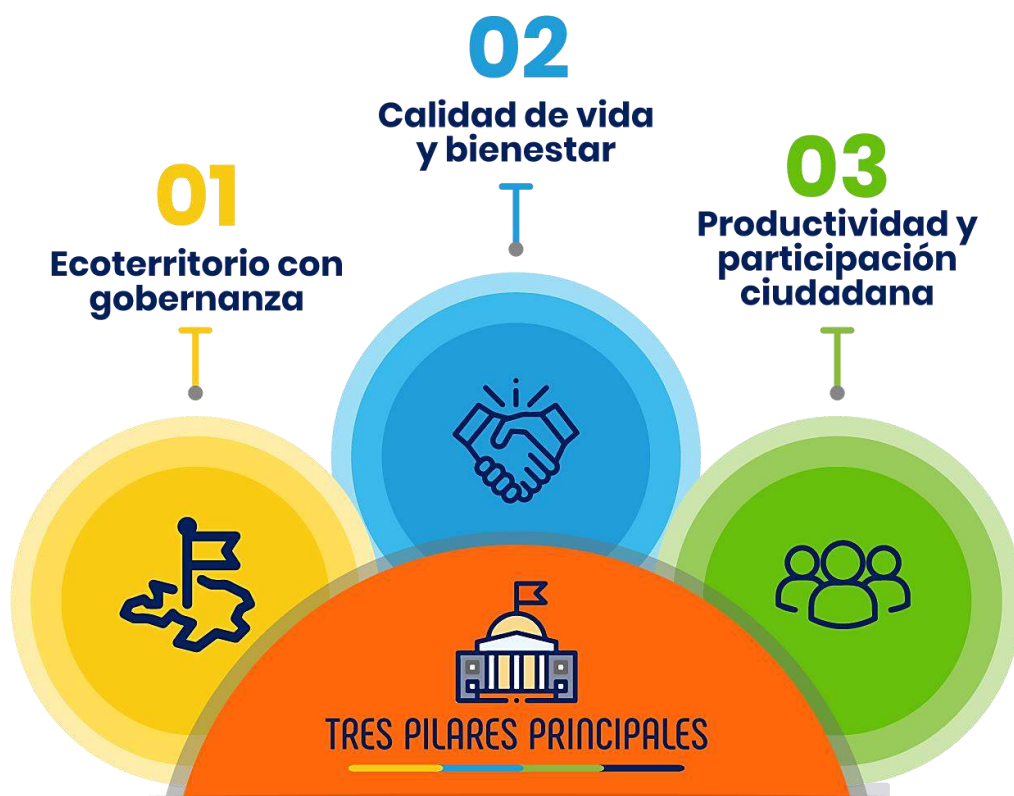 01
Ecoterritorio con
gobernanza
02
Calidad de vida
y bienestar
03
Productividad y
participación
ciudadana
TRES PILARES PRINCIPALES